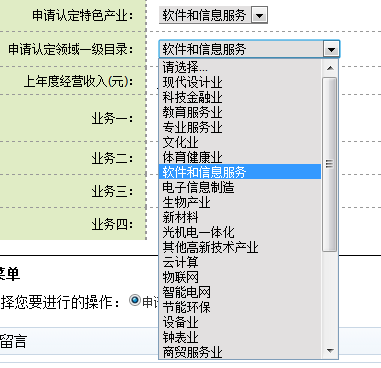 申请认定特色产业： 软件和信息服务
申请认定领域一级目录： 软件和信息服务
请选择...
上年度经营收入(元)： 现代设计业
科技金融业
教育服务业
业务一： 专业服务业
文化业
业务二： 体育健康业
软件和信息服务
业务三： 电子信息制造
生物产业
业务四： 新材料
光机电一体化
其他高新技术产业
云计算
菜单 物联网
择您要进行的操作： 申请 智能电网
节能环保
设备业
留言 钟表业
商贸服务业